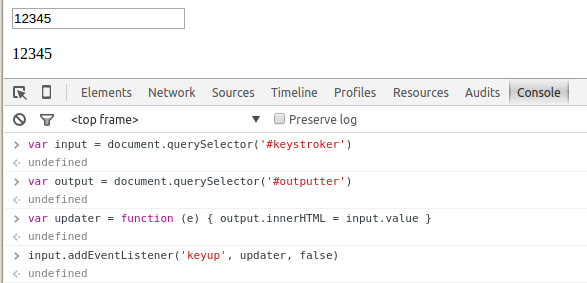 12345
12345
Elements Network Sources Timeline Profiles Resources Audits Console
<top frame> ▼ Preserve log
> var input = document.querySelector('#keystroker')
< undefined
> var output = document.querySelector('#outputter')
< undefined
> var updater = function (e) { output.innerHTML = input.value }
< undefined
> input.addEventListener('keyup', updater, false)
< undefined